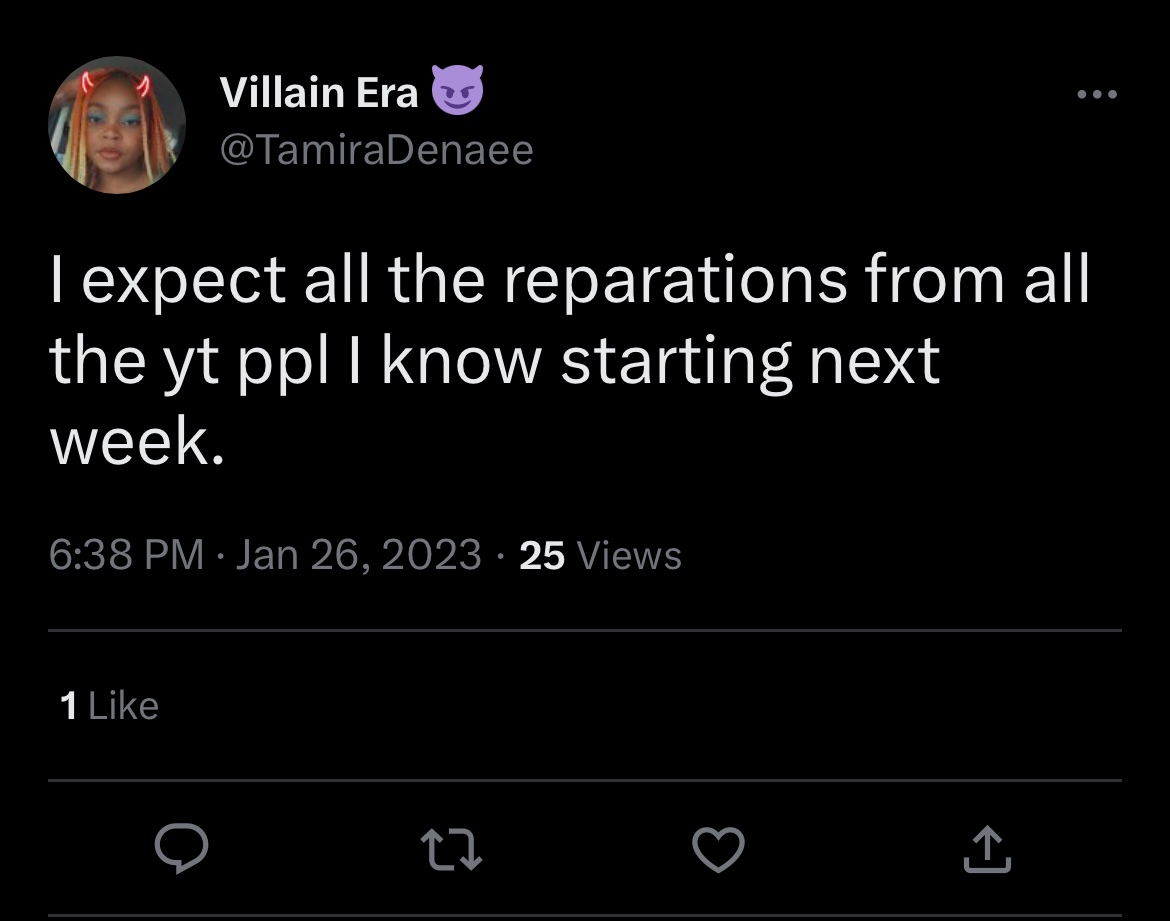 Villain Era 😈
@TamiraDenaee
I expect all the reparations from all
the yt ppl I know starting next
week.
6:38 PM · Jan 26, 2023 · 25 Views
1 Like